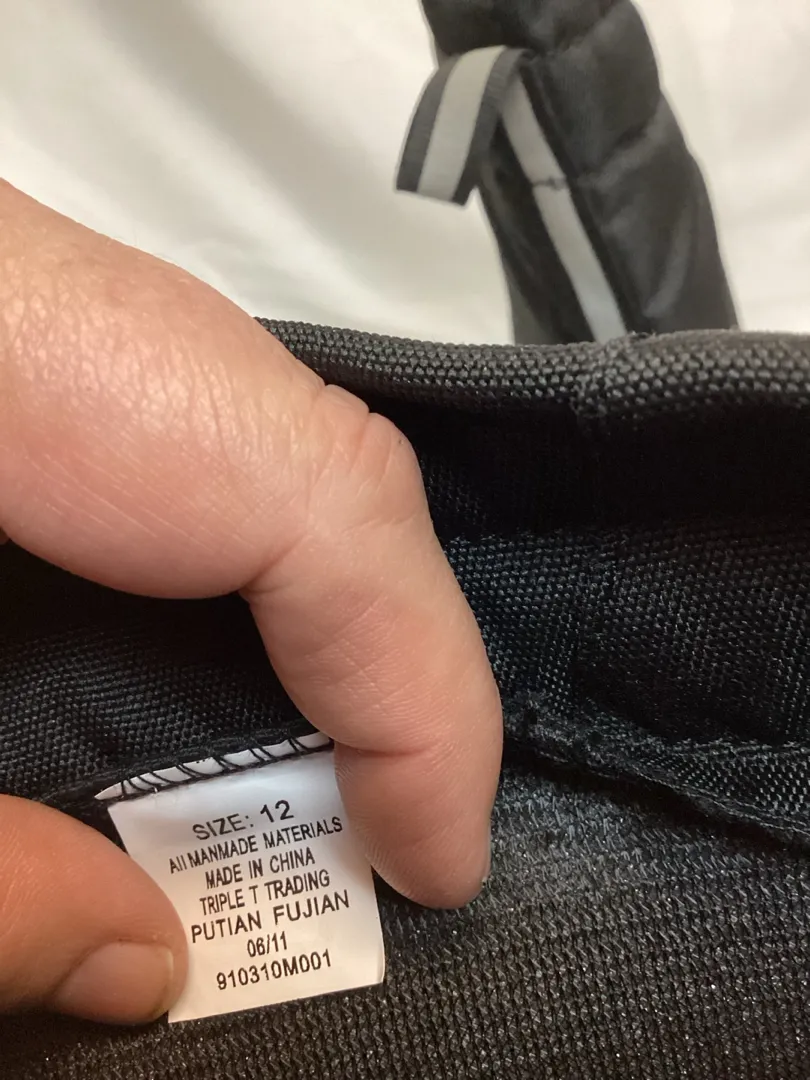 SIZE: 12
All MANMADE MATERIALS
MADE IN CHINA
TRIPLE T TRADING
PUTIAN FUJIAN
06/11
910310M001